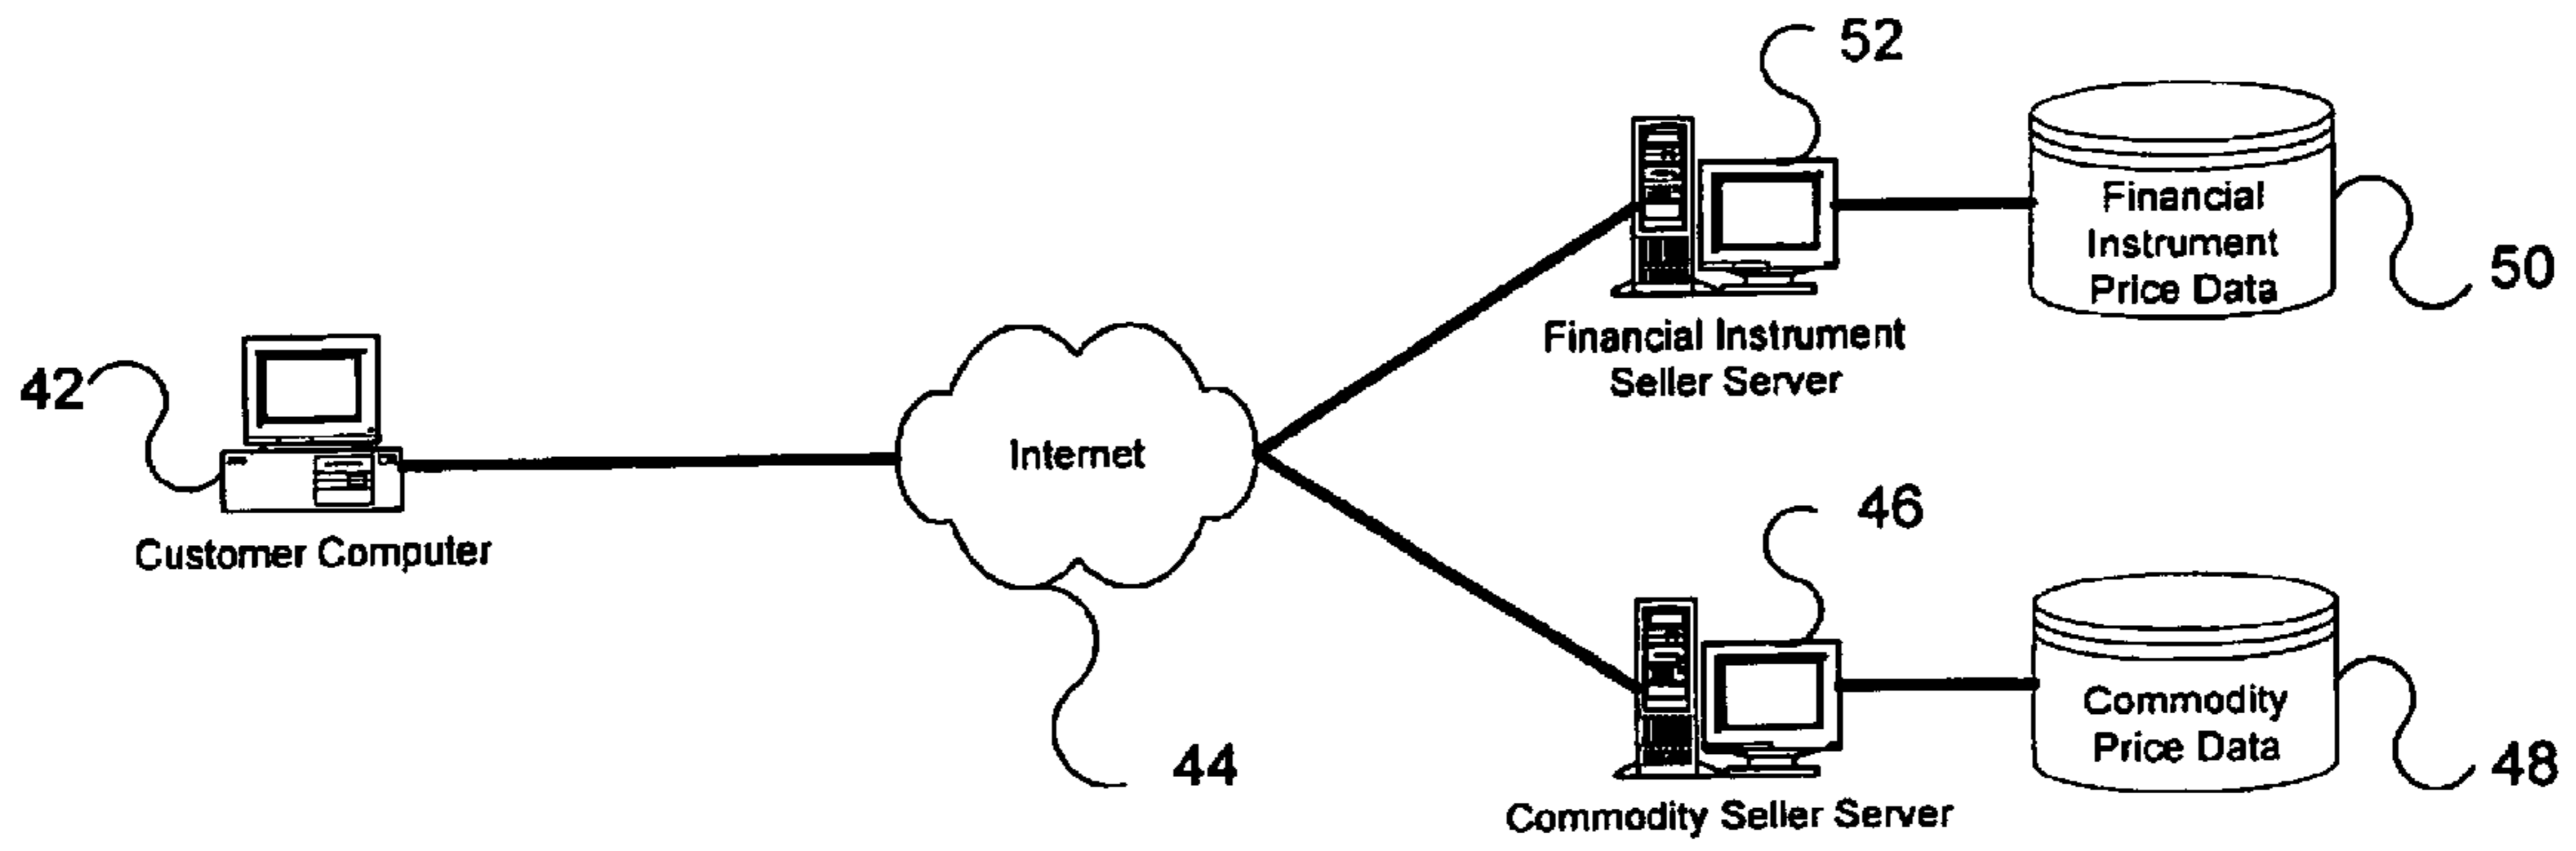 52
Financial
Instrument
Price Data
50
Financial Instrument
Seller Server
42
Internet
Customer Computer
46
44
Commodity
Price Data
48
Commodity Seller Server